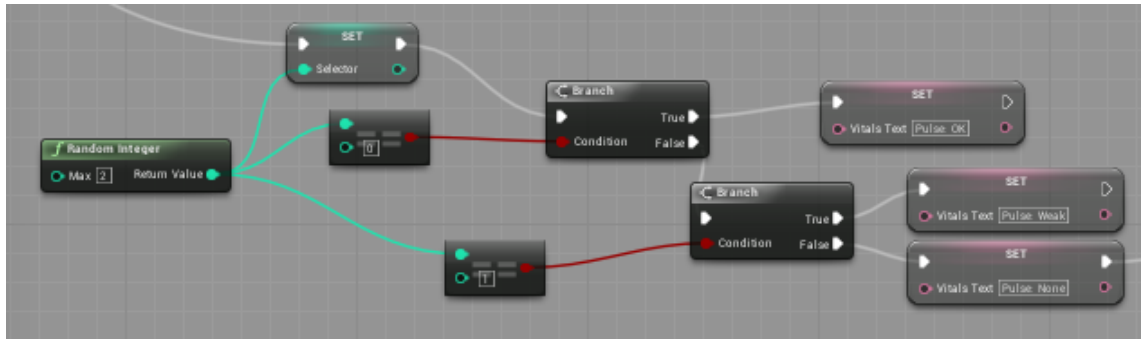 SET
Selector
Branch
True
Condition
False
0
Random Integer
Max 2
Return Value
SET
Vitals Text Pulse: OK
Branch
True
Condition
False
SET
Vitals Text Pulse: Weak
SET
Vitals Text Pulse: None